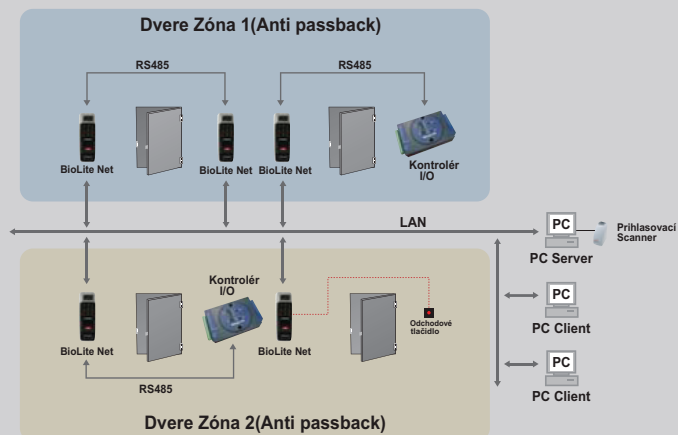 Dvere Zóna 1(Anti passback)
RS485
RS485
BioLite Net
BioLite Net
BioLite Net
Kontrolér
I/O
LAN
PC
Prihlasovací
Scanner
PC Server
Kontrolér
I/O
BioLite Net
BioLite Net
Odchodové
tlačidlo
RS485
PC
PC Client
PC
PC Client
Dvere Zóna 2(Anti passback)